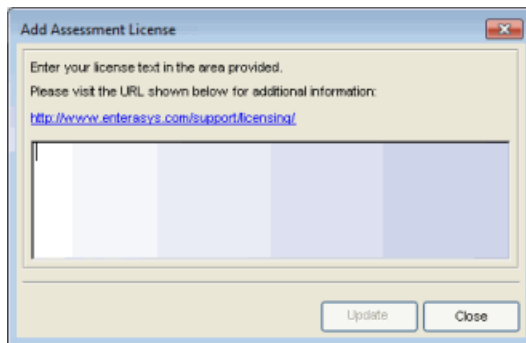 Add Assessment License
Enter your license text in the area provided.
Please visit the URL shown below for additional information:
http://www.enterasys.com/support/licensing/
Update
Close